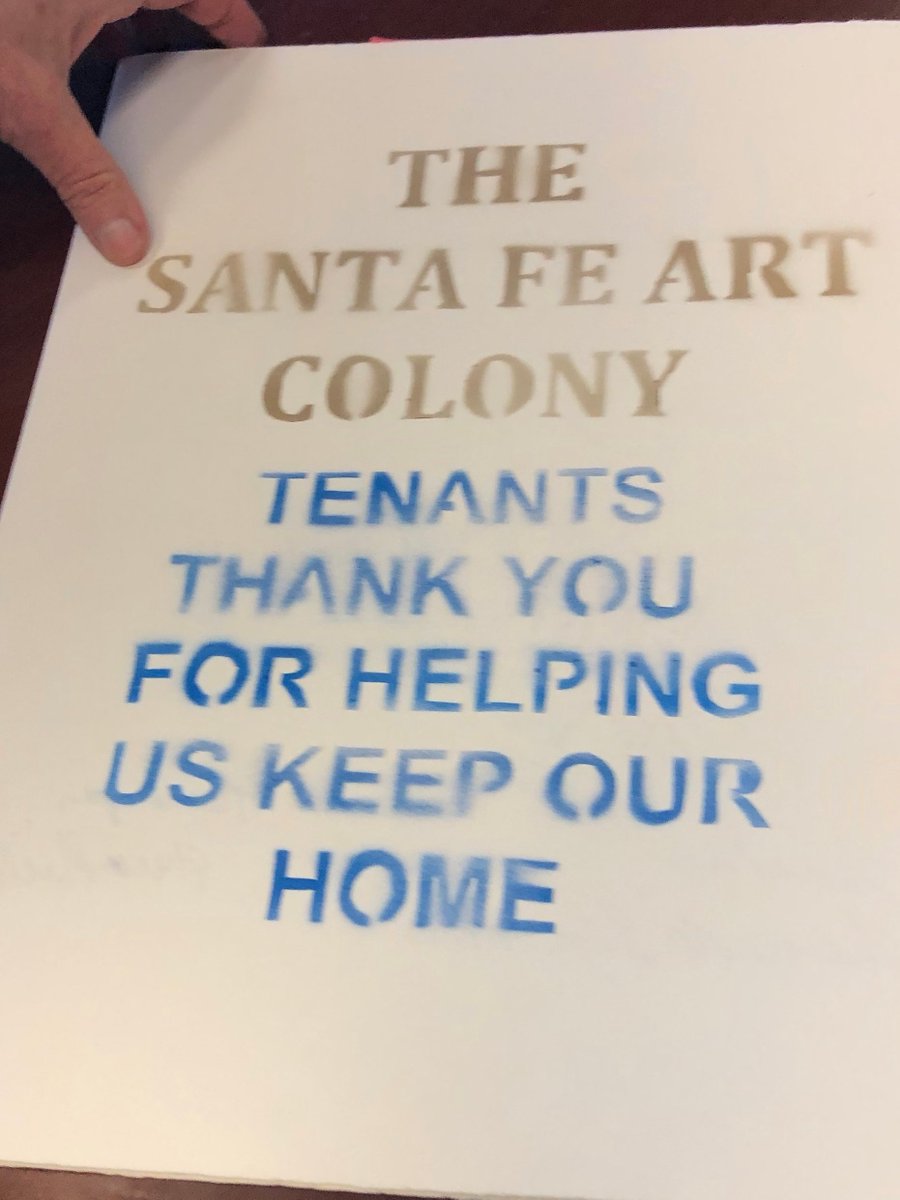 THE
SANTA FE ART
COLONY
TENANTS
THANK YOU
FOR HELPING
US KEEP OUR
HOME